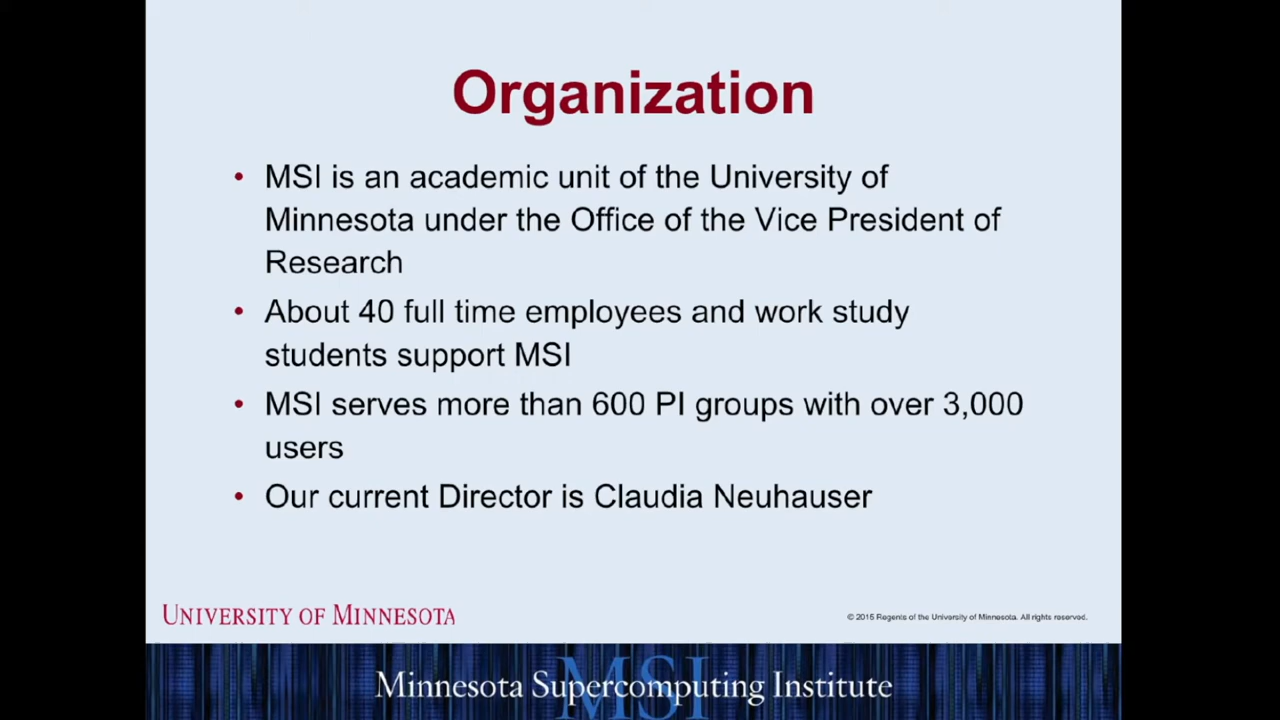 Organization
• MSI is an academic unit of the University of
Minnesota under the Office of the Vice President of
Research
• About 40 full time employees and work study
students support MSI
• MSI serves more than 600 PI groups with over 3,000
users
• Our current Director is Claudia Neuhauser
UNIVERSITY OF MINNESOTA
© 2015 Regents of the University of Minnesota. All rights reserved.
MSI
Minnesota Supercomputing Institute